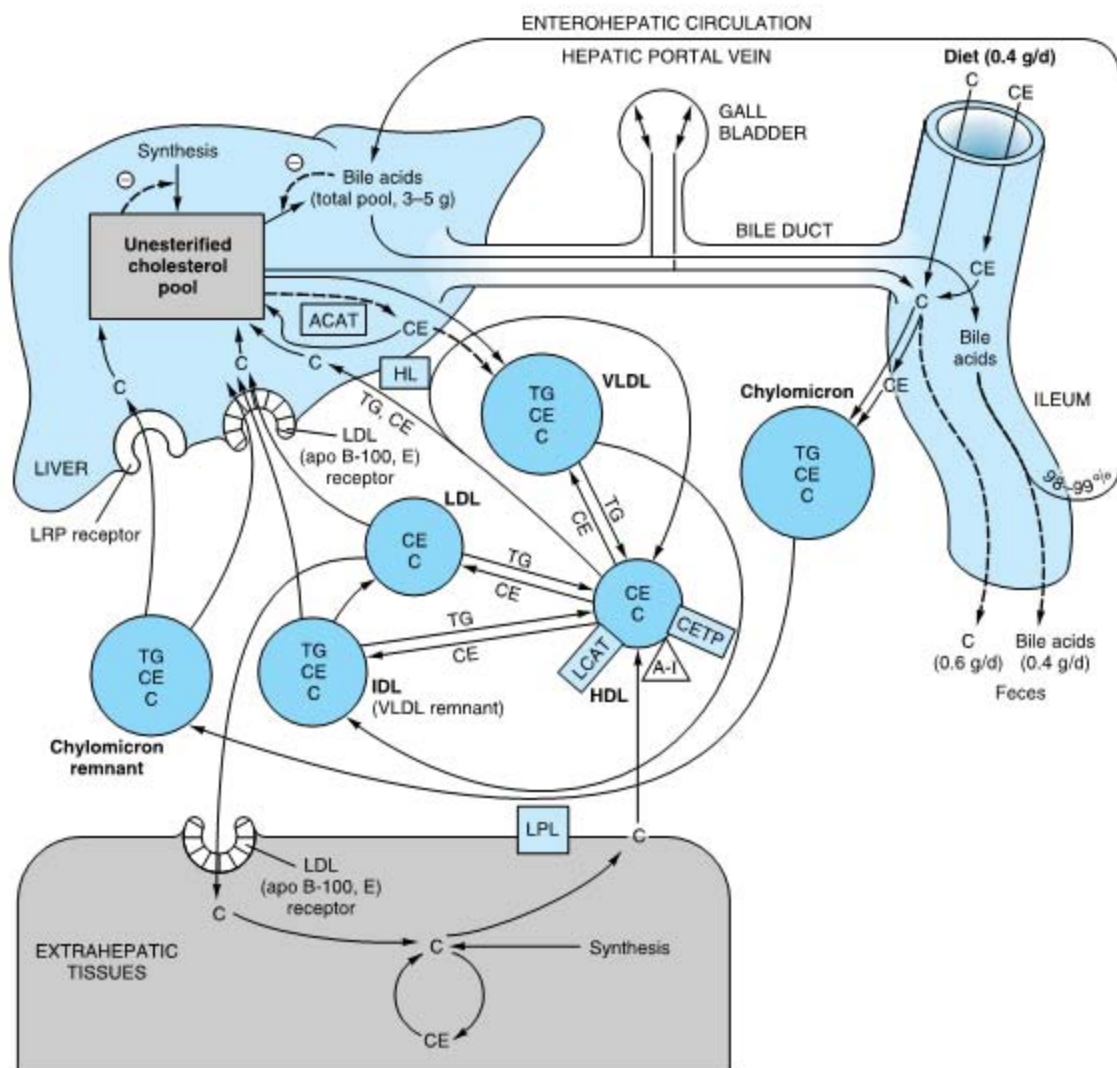 ENTEROHEPATIC CIRCULATION
HEPATIC PORTAL VEIN
Diet (0.4 g/d)
C
CE
GALL
BLADDER
Synthesis
−
−
Bile acids
(total pool, 3–5 g)
BILE DUCT
Unesterified
cholesterol
pool
CE
C
ACAT
CE
Bile
acids
C
HL
C
C
TG, CE
VLDL
TG
CE
C
Chylomicron
CE
ILEUM
TG
CE
C
LIVER
LDL
(apo B-100, E)
receptor
98–99%
LRP receptor
LDL
CE
C
TG
CE
TG
CE
CE
C
CETP
LCAT
A-I
HDL
TG
CE
TG
CE
C
TG
CE
C
IDL
(VLDL remnant)
Chylomicron
remnant
C
(0.6 g/d)
Bile acids
(0.4 g/d)
Feces
LPL
C
LDL
(apo B-100, E)
receptor
C
EXTRAHEPATIC
TISSUES
C
Synthesis
CE